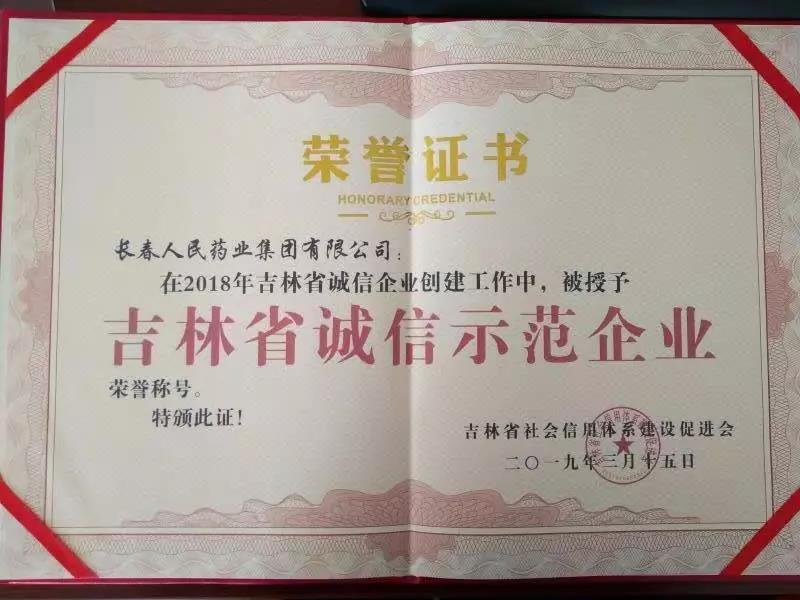 荣誉证书
HONORARY CREDENTIAL
长春人民药业集团有限公司：
在2018年吉林省诚信企业创建工作中，被授予
吉林省诚信示范企业
荣誉称号。
特颁此证！
吉林省社会信用体系建设促进会
二〇一九年三月十五日